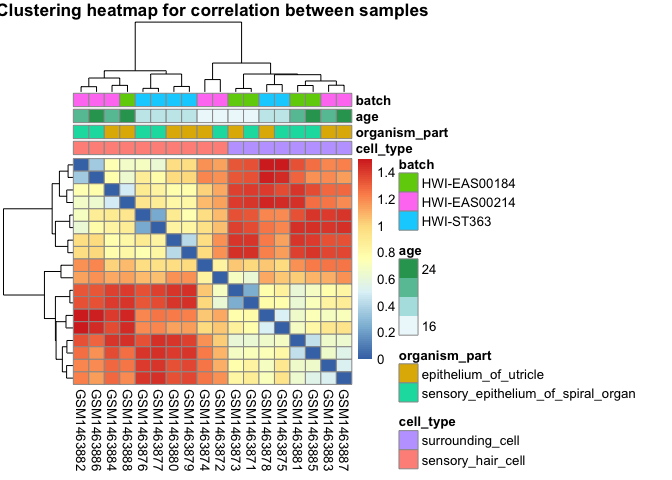 Clustering heatmap for correlation between samples
batch
age
organism_part
cell_type
1.4
1.2
1
0.8
0.6
0.4
0.2
0
batch
HWI-EAS00184
HWI-EAS00214
HWI-ST363
age
24
16
organism_part
epithelium_of_utricle
sensory_epithelium_of_spiral_organ
cell_type
surrounding_cell
sensory_hair_cell
GSM1463882
GSM1463886
GSM1463884
GSM1463888
GSM1463876
GSM1463877
GSM1463880
GSM1463879
GSM1463874
GSM1463872
GSM1463873
GSM1463871
GSM1463878
GSM1463875
GSM1463881
GSM1463885
GSM1463883
GSM1463887